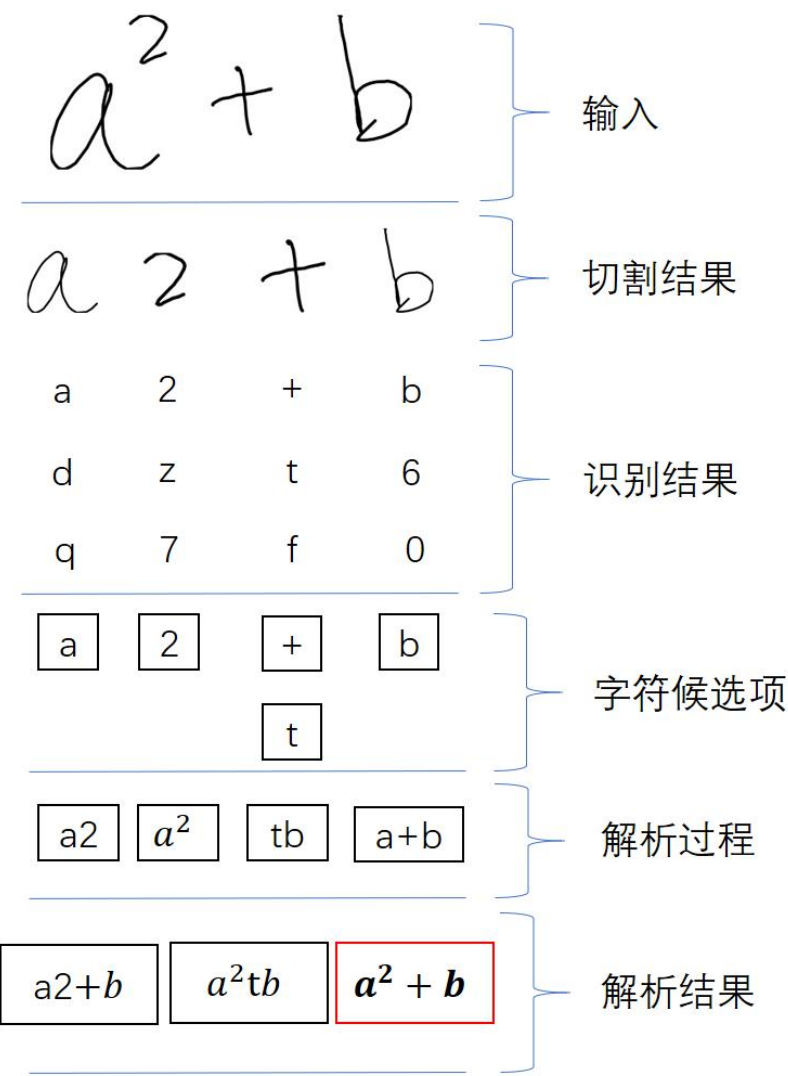 a² + b 输入
a 2 + b 切割结果
a 2 + b
d z t 6 识别结果
q 7 f 0
a 2 + b
t 字符候选项
a2 a² tb a+b 解析过程
a2+b a²tb a² + b 解析结果